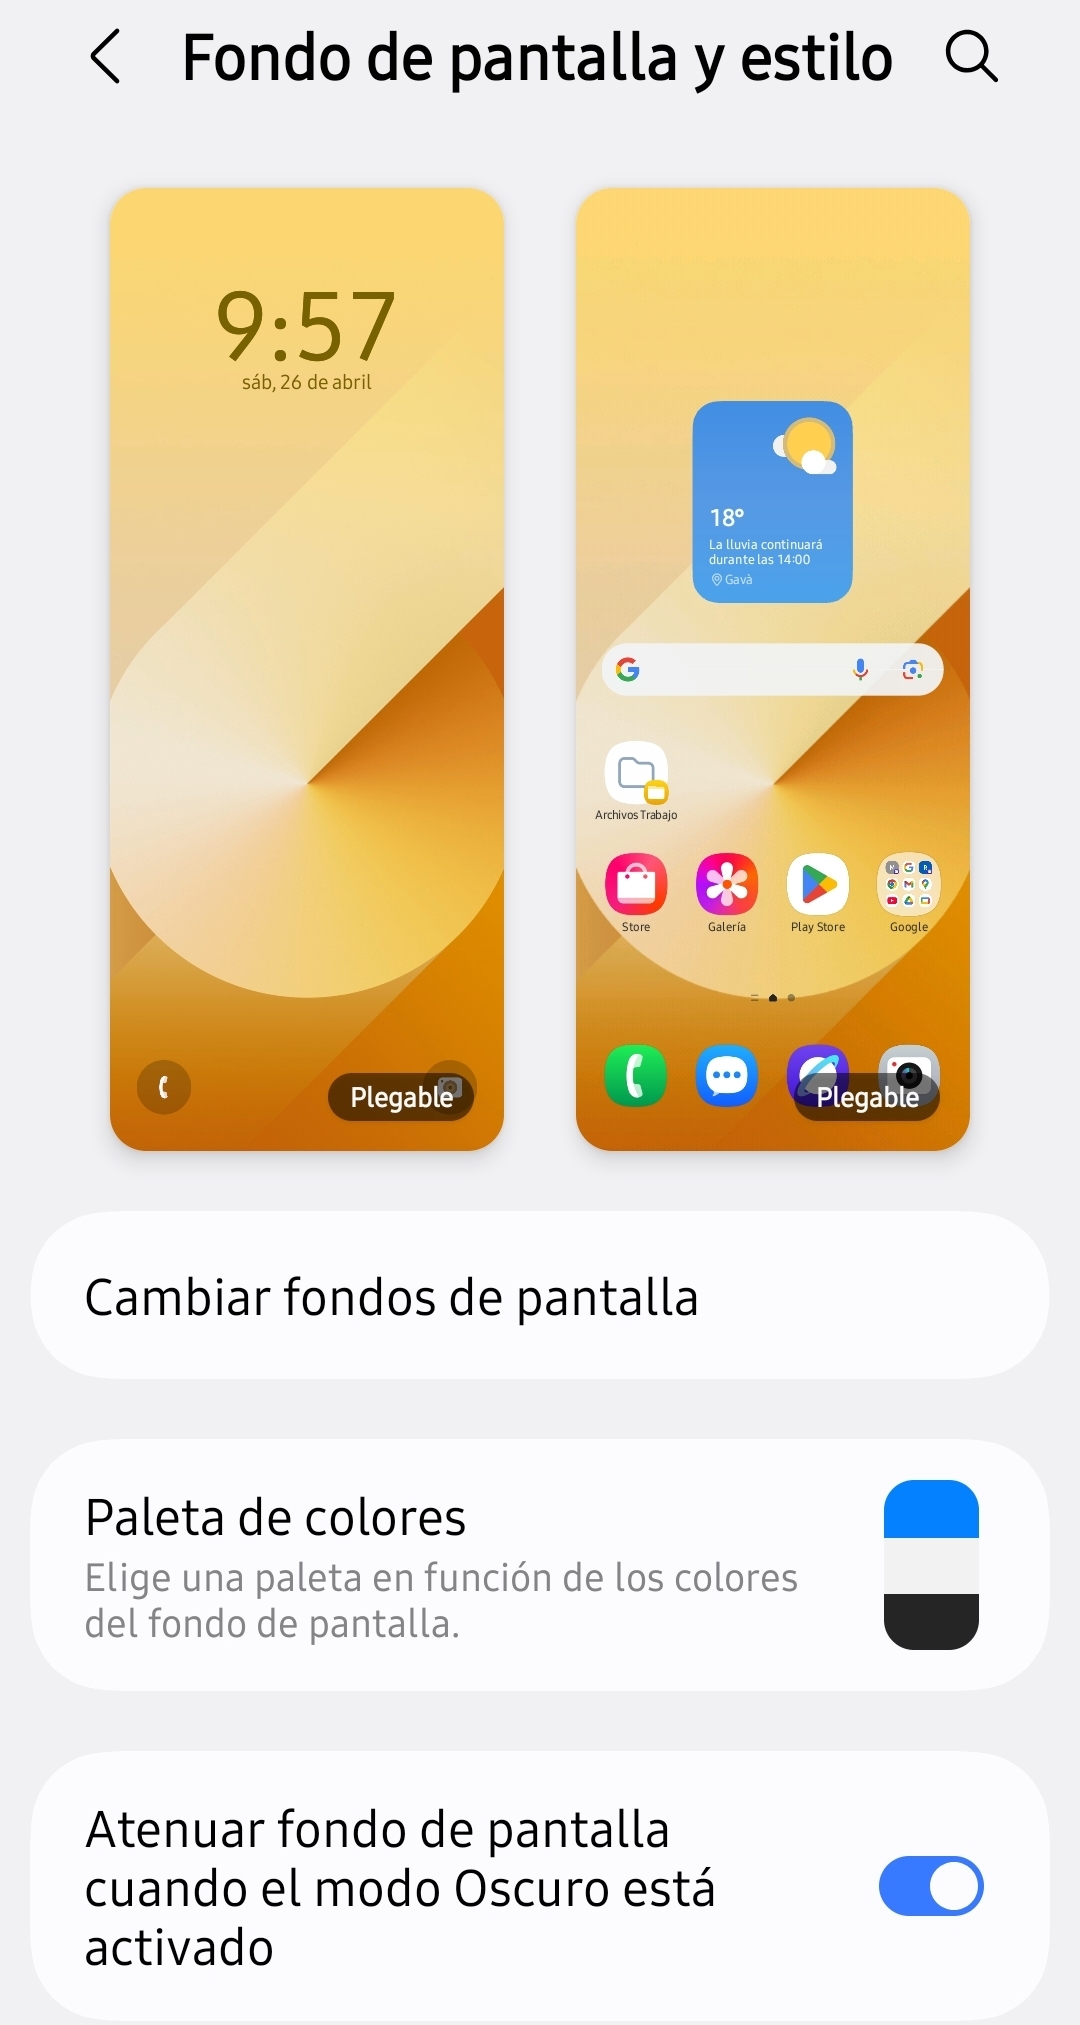 Fondo de pantalla y estilo
9:57
sáb, 26 de abril
Plegable
18°
La lluvia continuará
durante las 14:00
Gavà
Archivos Trabajo
Store
Galería
Play Store
Google
Plegable
Cambiar fondos de pantalla
Paleta de colores
Elige una paleta en función de los colores
del fondo de pantalla.
Atenuar fondo de pantalla
cuando el modo Oscuro está
activado